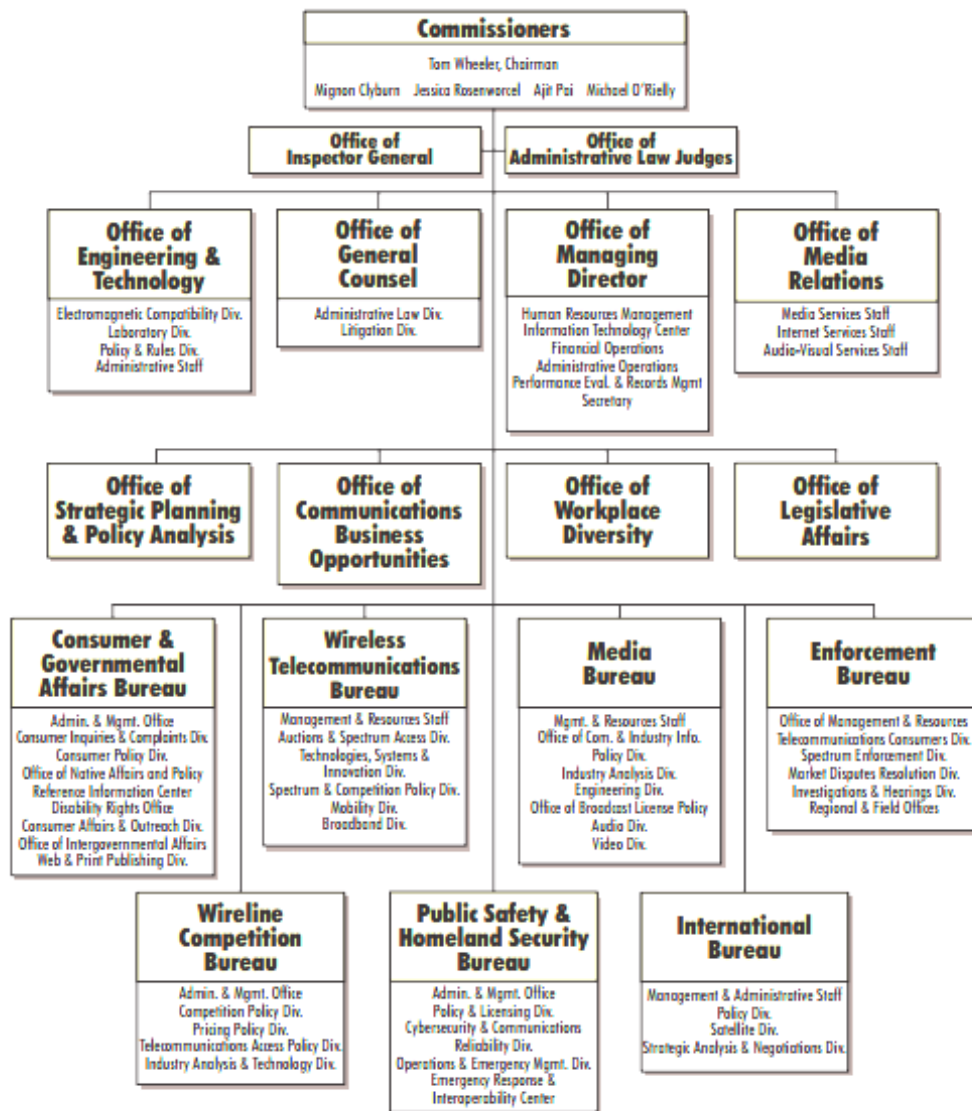 Commissioners
Tom Wheeler, Chairman
Mignon Clyburn Jessica Rosenworcel Ajit Pai Michael O'Rielly
Office of
Inspector General
Office of
Administrative Law Judges
Office of
Engineering &
Technology
Electromagnetic Compatibility Div.
Laboratory Div.
Policy & Rules Div.
Administrative Staff
Office of
General
Counsel
Administrative Law Div.
Litigation Div.
Office of
Managing
Director
Human Resources Management
Information Technology Center
Financial Operations
Administrative Operations
Performance Eval. & Records Mgmt
Secretary
Office of
Media
Relations
Media Services Staff
Internet Services Staff
Audio-Visual Services Staff
Office of
Strategic Planning
& Policy Analysis
Office of
Communications
Business
Opportunities
Office of
Workplace
Diversity
Office of
Legislative
Affairs
Consumer &
Governmental
Affairs Bureau
Admin. & Mgmt. Office
Consumer Inquiries & Complaints Div.
Consumer Policy Div.
Office of Native Affairs and Policy
Reference Information Center
Disability Rights Office
Consumer Affairs & Outreach Div.
Office of Intergovernmental Affairs
Web & Print Publishing Div.
Wireless
Telecommunications
Bureau
Management & Resources Staff
Auctions & Spectrum Access Div.
Technologies, Systems &
Innovation Div.
Spectrum & Competition Policy Div.
Mobility Div.
Broadband Div.
Media
Bureau
Mgmt. & Resources Staff
Office of Com. & Industry Info.
Policy Div.
Industry Analysis Div.
Engineering Div.
Office of Broadcast License Policy
Audio Div.
Video Div.
Enforcement
Bureau
Office of Management & Resources
Telecommunications Consumers Div.
Spectrum Enforcement Div.
Market Disputes Resolution Div.
Investigations & Hearings Div.
Regional & Field Offices
Wireline
Competition
Bureau
Admin. & Mgmt. Office
Competition Policy Div.
Pricing Policy Div.
Telecommunications Access Policy Div.
Industry Analysis & Technology Div.
Public Safety &
Homeland Security
Bureau
Admin. & Mgmt. Office
Policy & Licensing Div.
Cybersecurity & Communications
Reliability Div.
Operations & Emergency Mgmt. Div.
Emergency Response &
Interoperability Center
International
Bureau
Management & Administrative Staff
Policy Div.
Satellite Div.
Strategic Analysis & Negotiations Div.